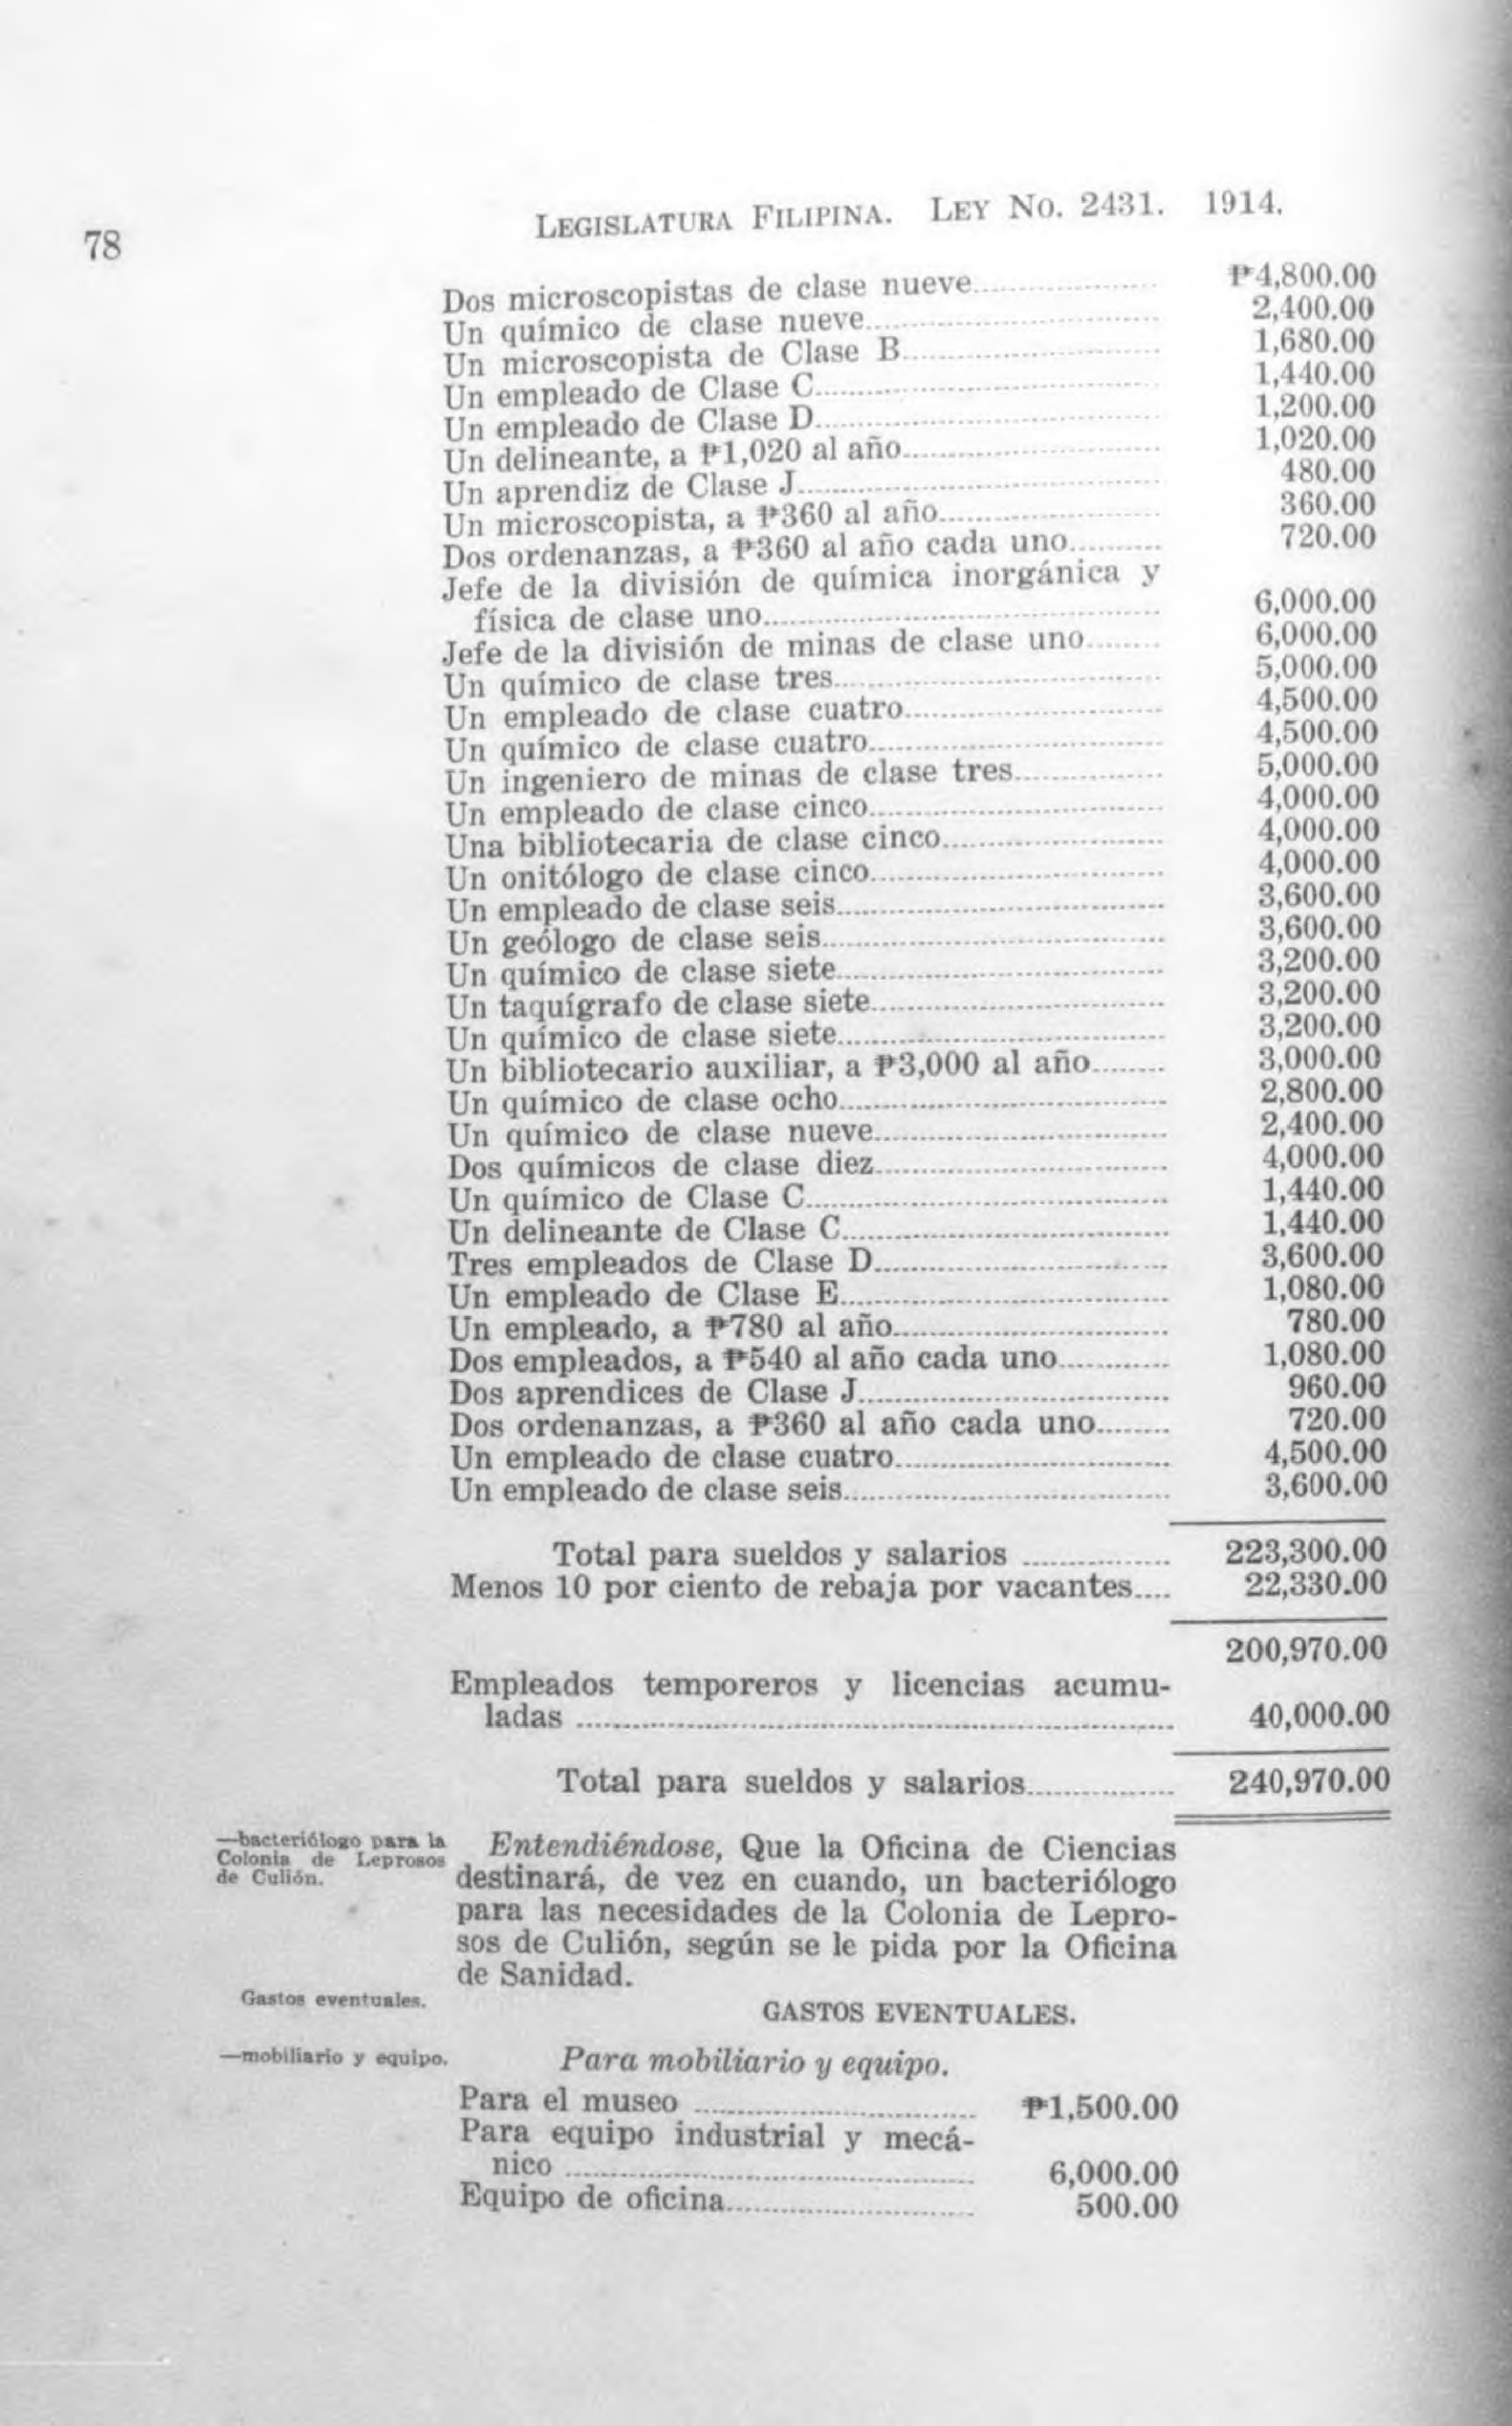 78
LEGISLATURA FILIPINA. LEY NO. 2431. 1914.
Dos microscopistas de clase nueve ₱4,800.00
Un químico de clase nueve 2,400.00
Un microscopista de Clase B 1,680.00
Un empleado de Clase C 1,440.00
Un empleado de Clase D 1,200.00
Un delineante, a ₱1,020 al año 1,020.00
Un aprendiz de Clase J 480.00
Un microscopista, a ₱360 al año 360.00
Dos ordenanzas, a ₱360 al año cada uno 720.00
Jefe de la división de química inorgánica y
física de clase uno 6,000.00
Jefe de la división de minas de clase uno 6,000.00
Un químico de clase tres 5,000.00
Un empleado de clase cuatro 4,500.00
Un químico de clase cuatro 4,500.00
Un ingeniero de minas de clase tres 5,000.00
Un empleado de clase cinco 4,000.00
Una bibliotecaria de clase cinco 4,000.00
Un onitólogo de clase cinco 4,000.00
Un empleado de clase seis 3,600.00
Un geólogo de clase seis 3,600.00
Un químico de clase siete 3,200.00
Un taquígrafo de clase siete 3,200.00
Un químico de clase siete 3,200.00
Un bibliotecario auxiliar, a ₱3,000 al año 3,000.00
Un químico de clase ocho 2,800.00
Un químico de clase nueve 2,400.00
Dos químicos de clase diez 4,000.00
Un químico de Clase C 1,440.00
Un delineante de Clase C 1,440.00
Tres empleados de Clase D 3,600.00
Un empleado de Clase E 1,080.00
Un empleado, a ₱780 al año 780.00
Dos empleados, a ₱540 al año cada uno 1,080.00
Dos aprendices de Clase J 960.00
Dos ordenanzas, a ₱360 al año cada uno 720.00
Un empleado de clase cuatro 4,500.00
Un empleado de clase seis 3,600.00
Total para sueldos y salarios 223,300.00
Menos 10 por ciento de rebaja por vacantes 22,330.00
200,970.00
Empleados temporeros y licencias acumu-
ladas 40,000.00
Total para sueldos y salarios 240,970.00
—bacteriólogo para la
Colonia de Leprosos
de Culión.
Entendiéndose, Que la Oficina de Ciencias
destinará, de vez en cuando, un bacteriólogo
para las necesidades de la Colonia de Lepro-
sos de Culión, según se le pida por la Oficina
de Sanidad.
Gastos eventuales.
GASTOS EVENTUALES.
—mobiliario y equipo.
Para mobiliario y equipo.
Para el museo ₱1,500.00
Para equipo industrial y mecá-
nico 6,000.00
Equipo de oficina 500.00